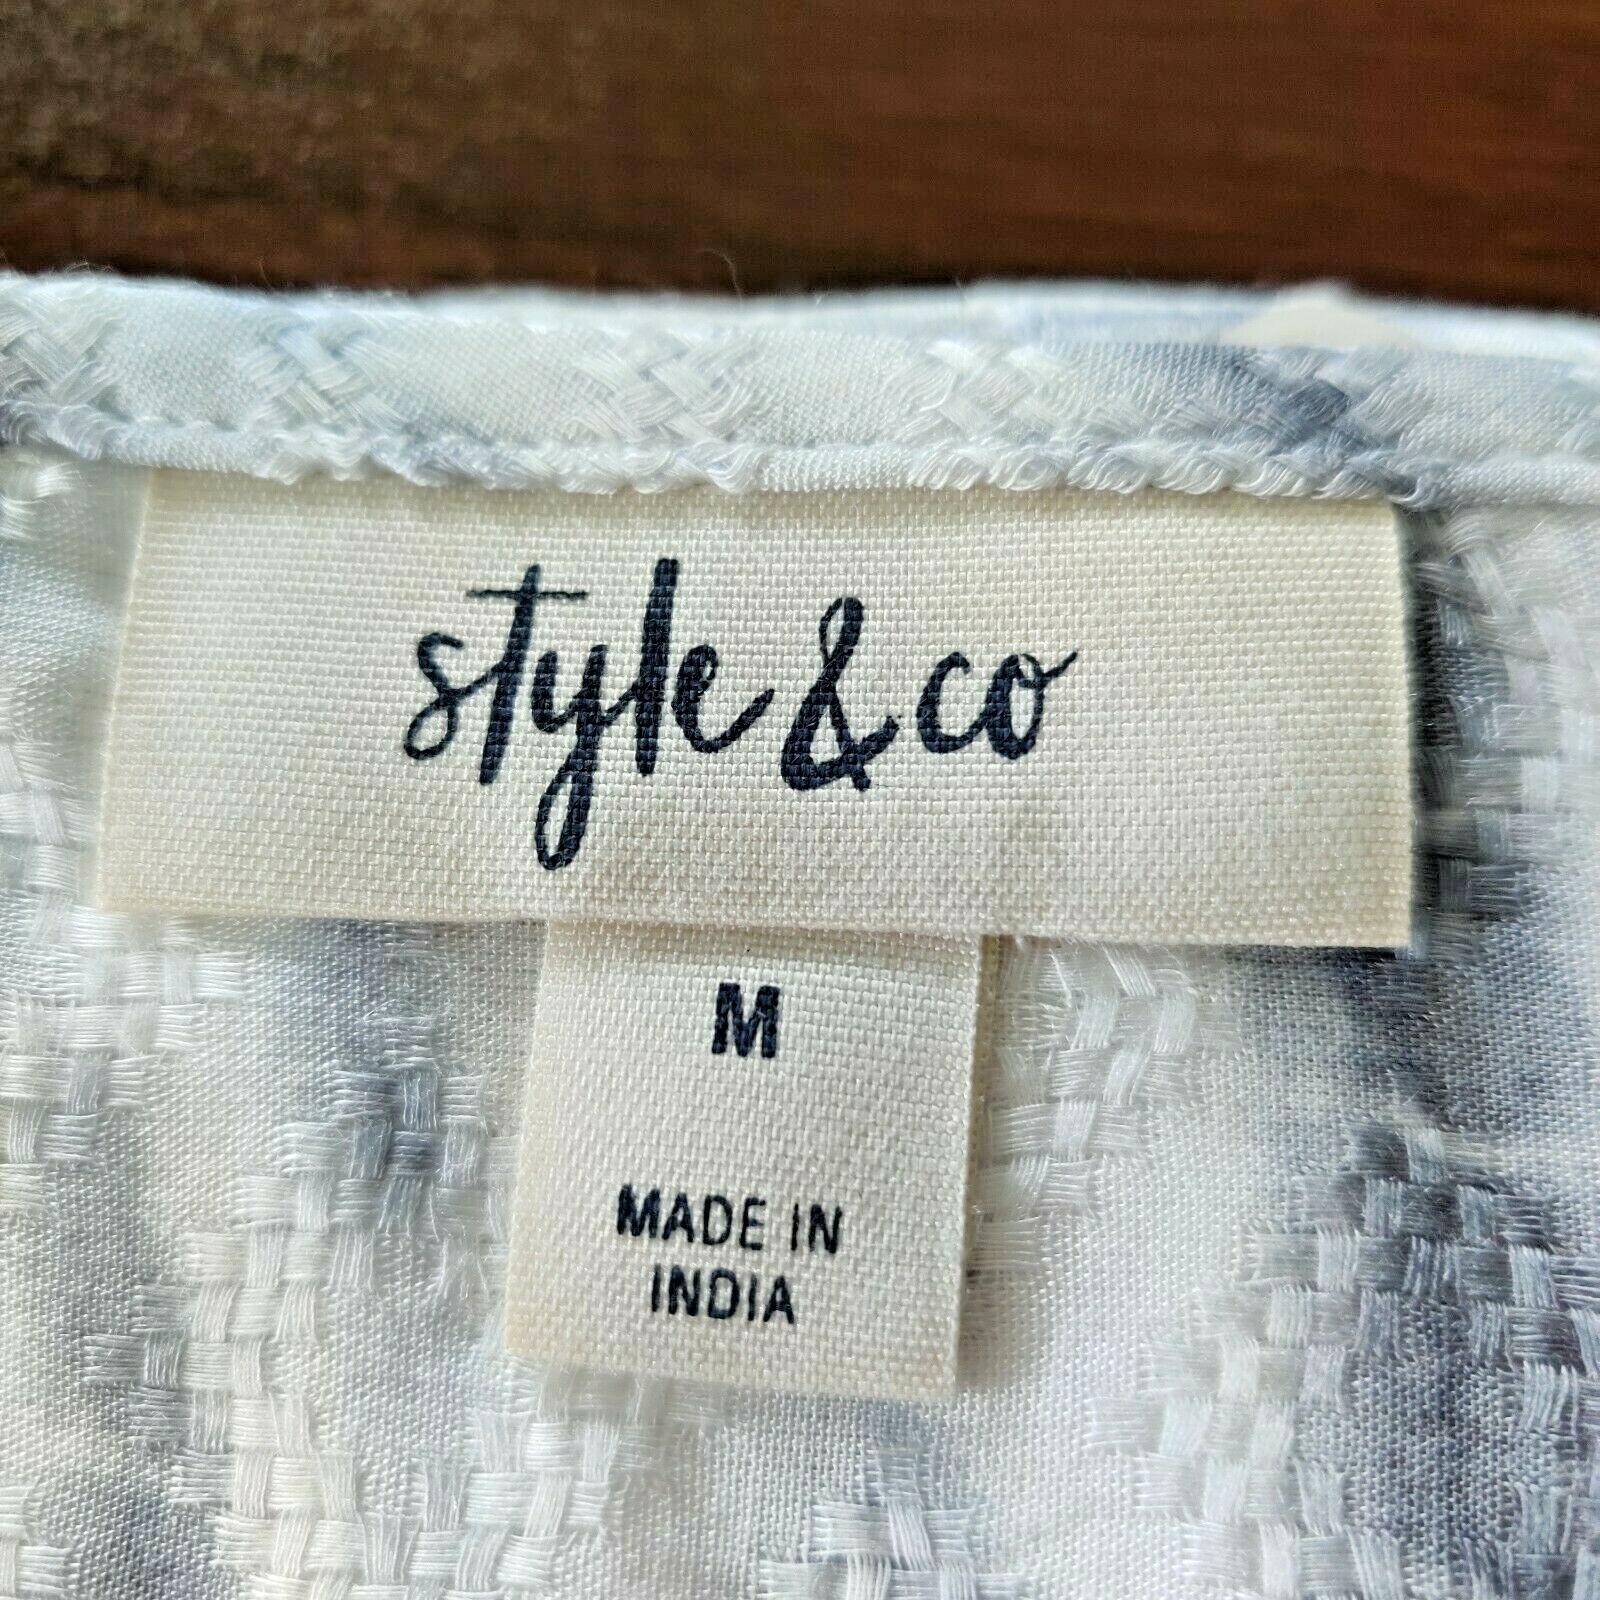 style & co
M
MADE IN
INDIA